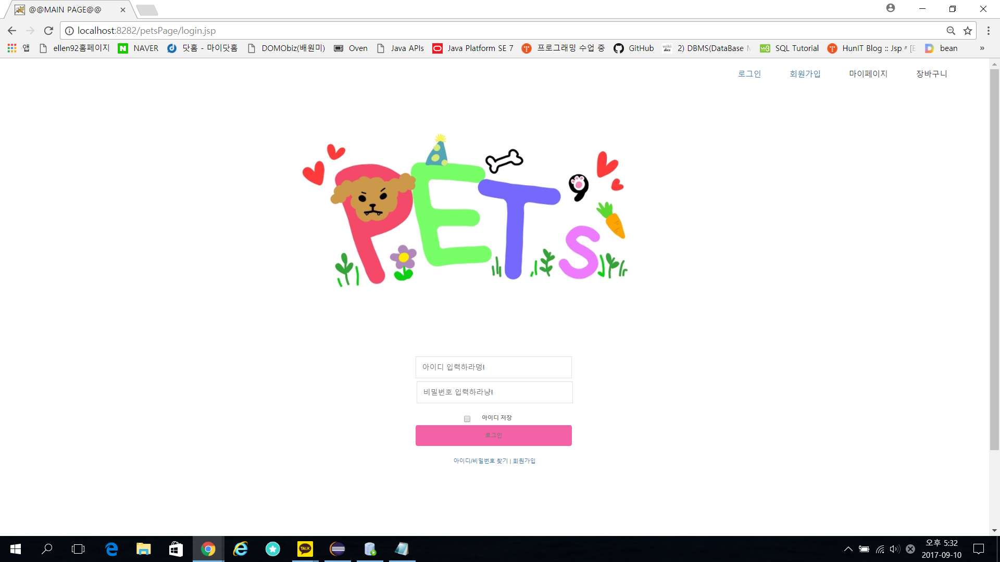 @@MAIN PAGE@@
localhost:8282/petsPage/login.jsp
앱 ellen92홈페이지 NAVER 닷홈 - 마이닷홈 DOMObiz(배원미) Oven Java APIs Java Platform SE 7 프로그래밍 수업 중 GitHub 2) DBMS(DataBase M SQL Tutorial HunIT Blog :: Jsp〃[E bean »
로그인 회원가입 마이페이지 장바구니
PETs 9
아이디 입력하라멍!
비밀번호 입력하라냥!
아이디 저장
로그인
아이디/비밀번호 찾기 | 회원가입
TALK
오후 5:32
2017-09-10